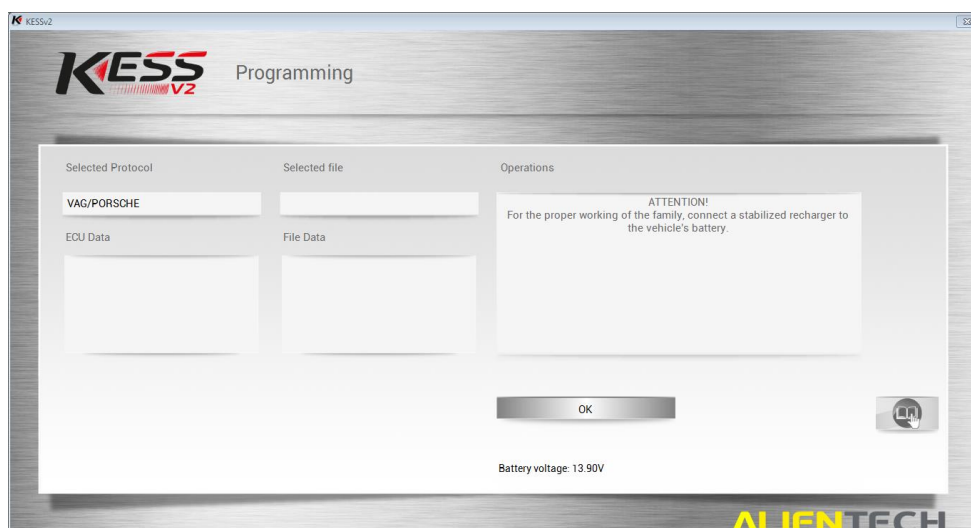 KESSv2
KESS V2
Programming
Selected Protocol
Selected file
Operations
VAG/PORSCHE
ATTENTION!
For the proper working of the family, connect a stabilized recharger to
the vehicle's battery.
ECU Data
File Data
OK
Battery voltage: 13.90V
ALIENTECH